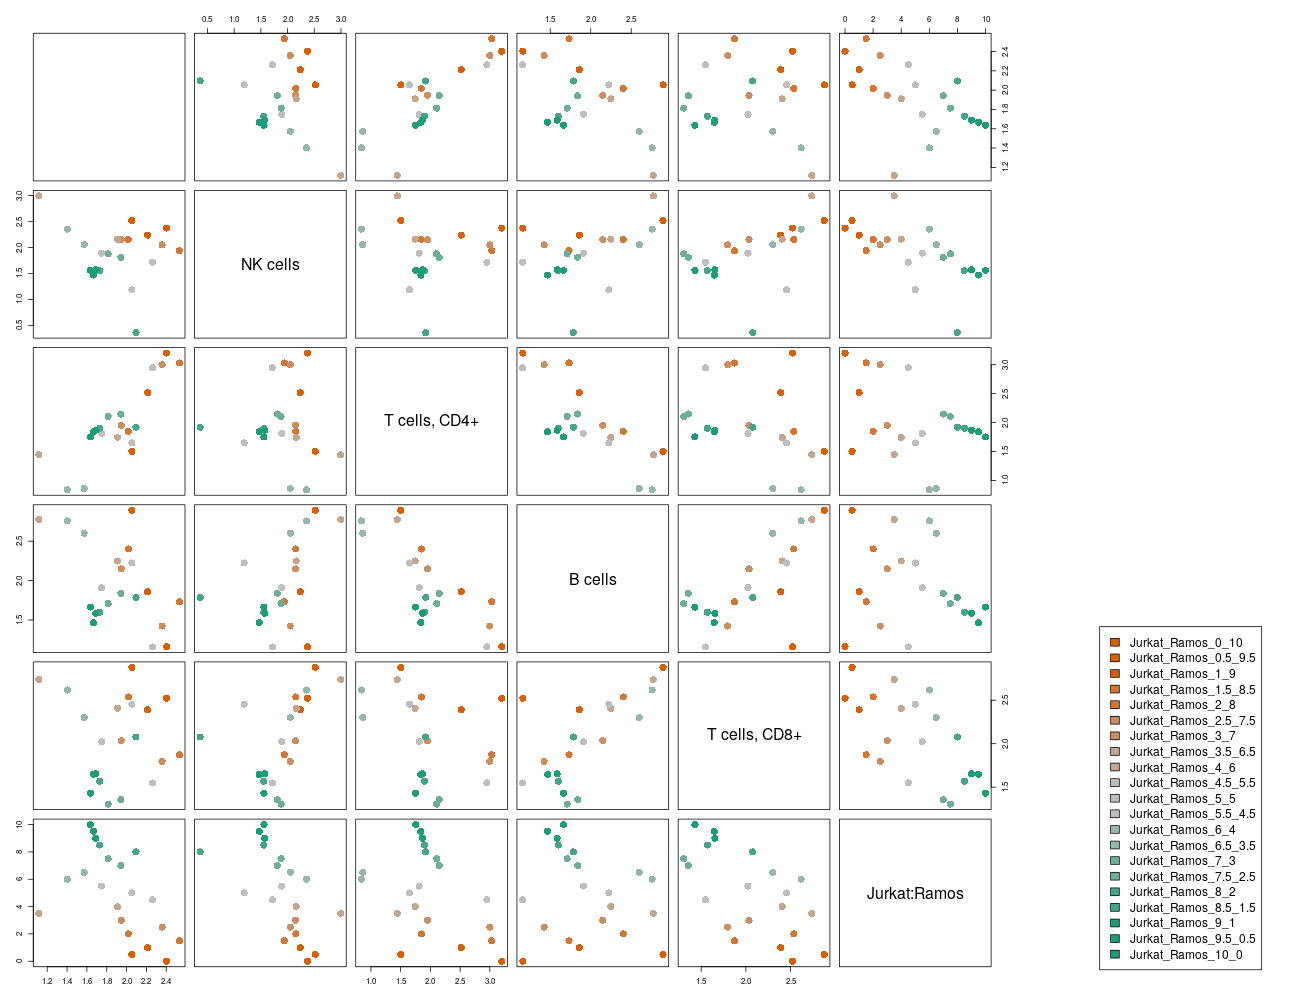 0.5 1.0 1.5 2.0 2.5 3.0
1.5 2.0 2.5
0 2 4 6 8 10
1.2 1.4 1.6 1.8 2.0 2.2 2.4
NK cells
0.5 1.0 1.5 2.0 2.5 3.0
T cells, CD4+
1.0 1.5 2.0 2.5 3.0
B cells
1.5 2.0 2.5
T cells, CD8+
1.5 2.0 2.5
Jurkat:Ramos
0 2 4 6 8 10
1.2 1.4 1.6 1.8 2.0 2.2 2.4
1.0 1.5 2.0 2.5 3.0
1.5 2.0 2.5
Jurkat_Ramos_0_10
Jurkat_Ramos_0.5_9.5
Jurkat_Ramos_1_9
Jurkat_Ramos_1.5_8.5
Jurkat_Ramos_2_8
Jurkat_Ramos_2.5_7.5
Jurkat_Ramos_3_7
Jurkat_Ramos_3.5_6.5
Jurkat_Ramos_4_6
Jurkat_Ramos_4.5_5.5
Jurkat_Ramos_5_5
Jurkat_Ramos_5.5_4.5
Jurkat_Ramos_6_4
Jurkat_Ramos_6.5_3.5
Jurkat_Ramos_7_3
Jurkat_Ramos_7.5_2.5
Jurkat_Ramos_8_2
Jurkat_Ramos_8.5_1.5
Jurkat_Ramos_9_1
Jurkat_Ramos_9.5_0.5
Jurkat_Ramos_10_0